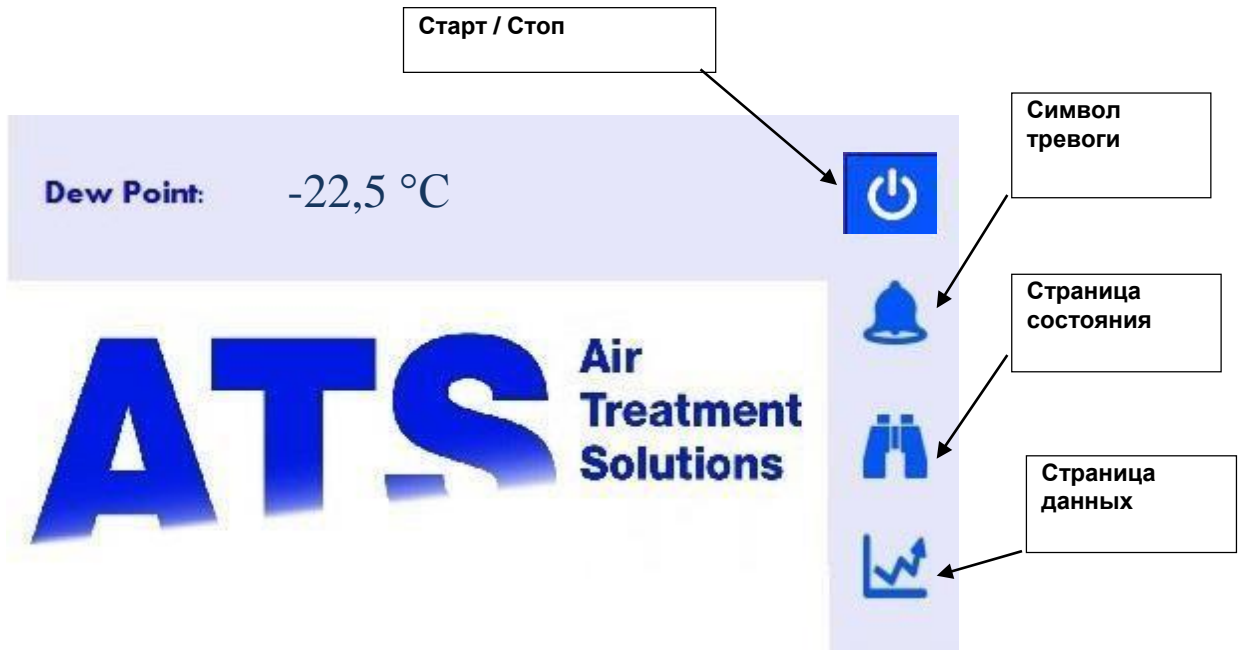 Старт / Стоп
Символ
тревоги
Dew Point: -22,5 °C
Страница
состояния
ATS
Air
Treatment
Solutions
Страница
данных